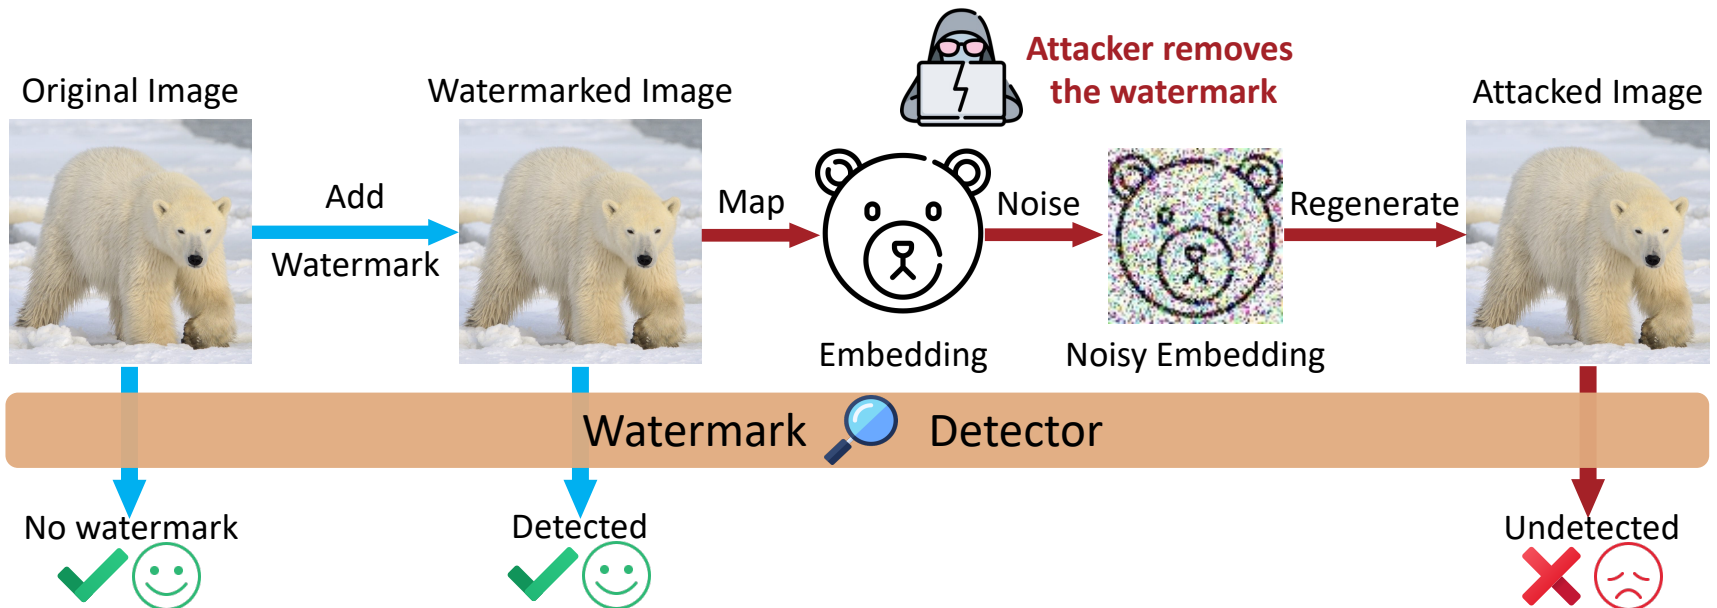 Original Image
Add
Watermark
Watermarked Image
Map
Attacker removes
the watermark
Embedding
Noise
Noisy Embedding
Regenerate
Attacked Image
Watermark Detector
No watermark
Detected
Undetected